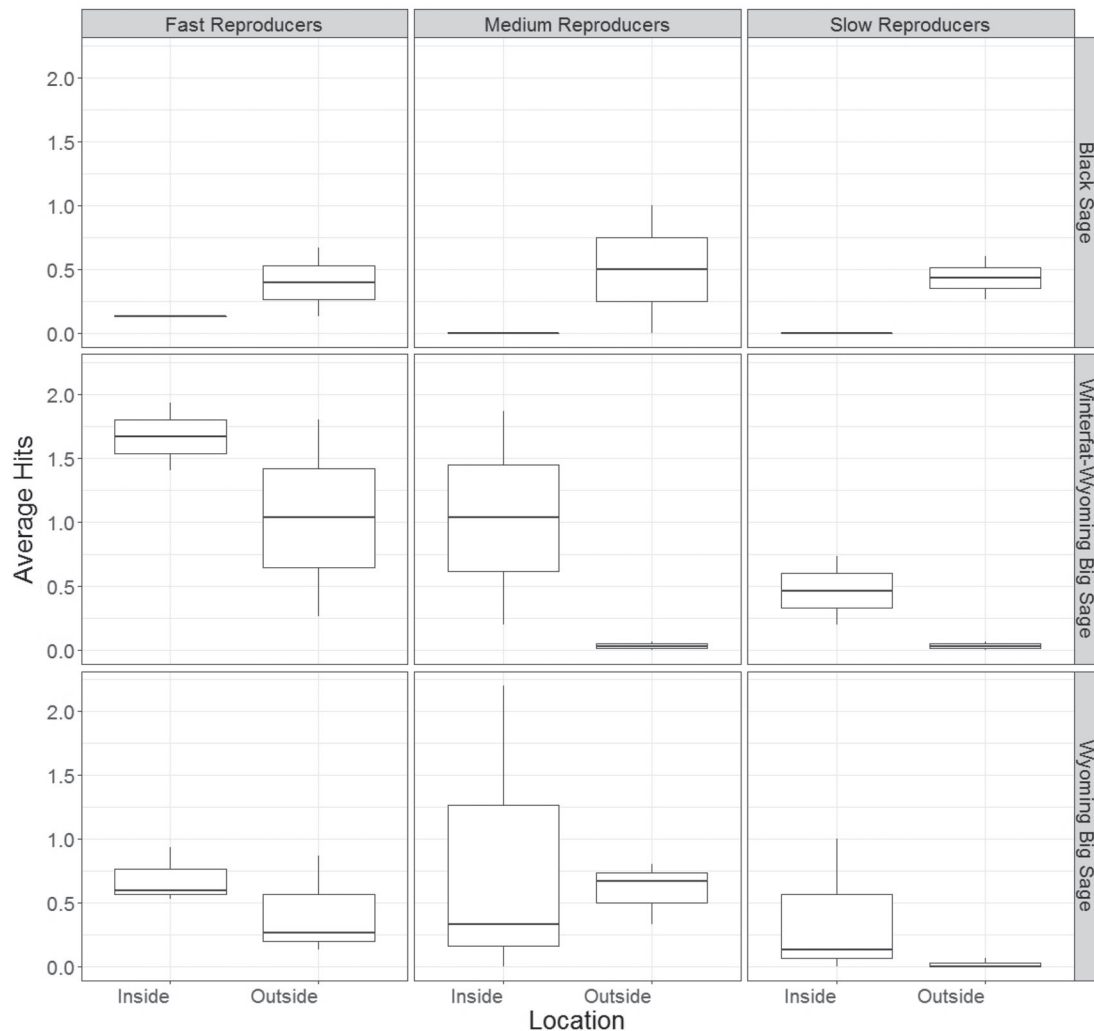 Fast Reproducers Medium Reproducers Slow Reproducers
2.0
1.5
1.0
0.5
0.0
Black Sage
2.0
1.5
1.0
0.5
0.0
Winterfat-Wyoming Big Sage
2.0
1.5
1.0
0.5
0.0
Wyoming Big Sage
Average Hits
Inside Outside Inside Outside Inside Outside
Location